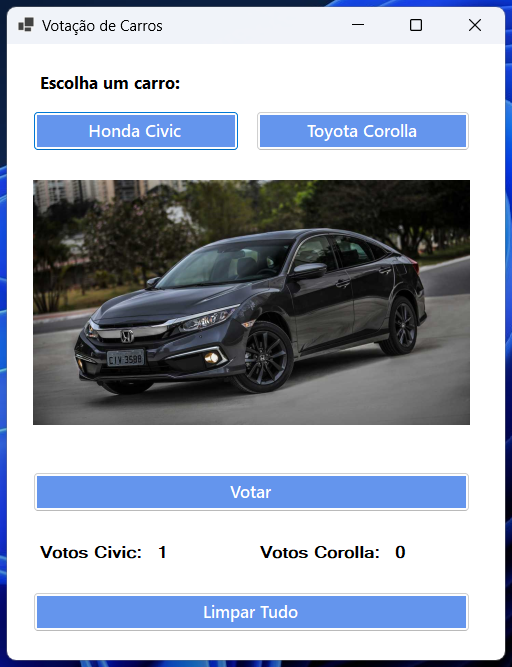 Votação de Carros
Escolha um carro:
Honda Civic Toyota Corolla
CIV 3588
Votar
Votos Civic: 1 Votos Corolla: 0
Limpar Tudo